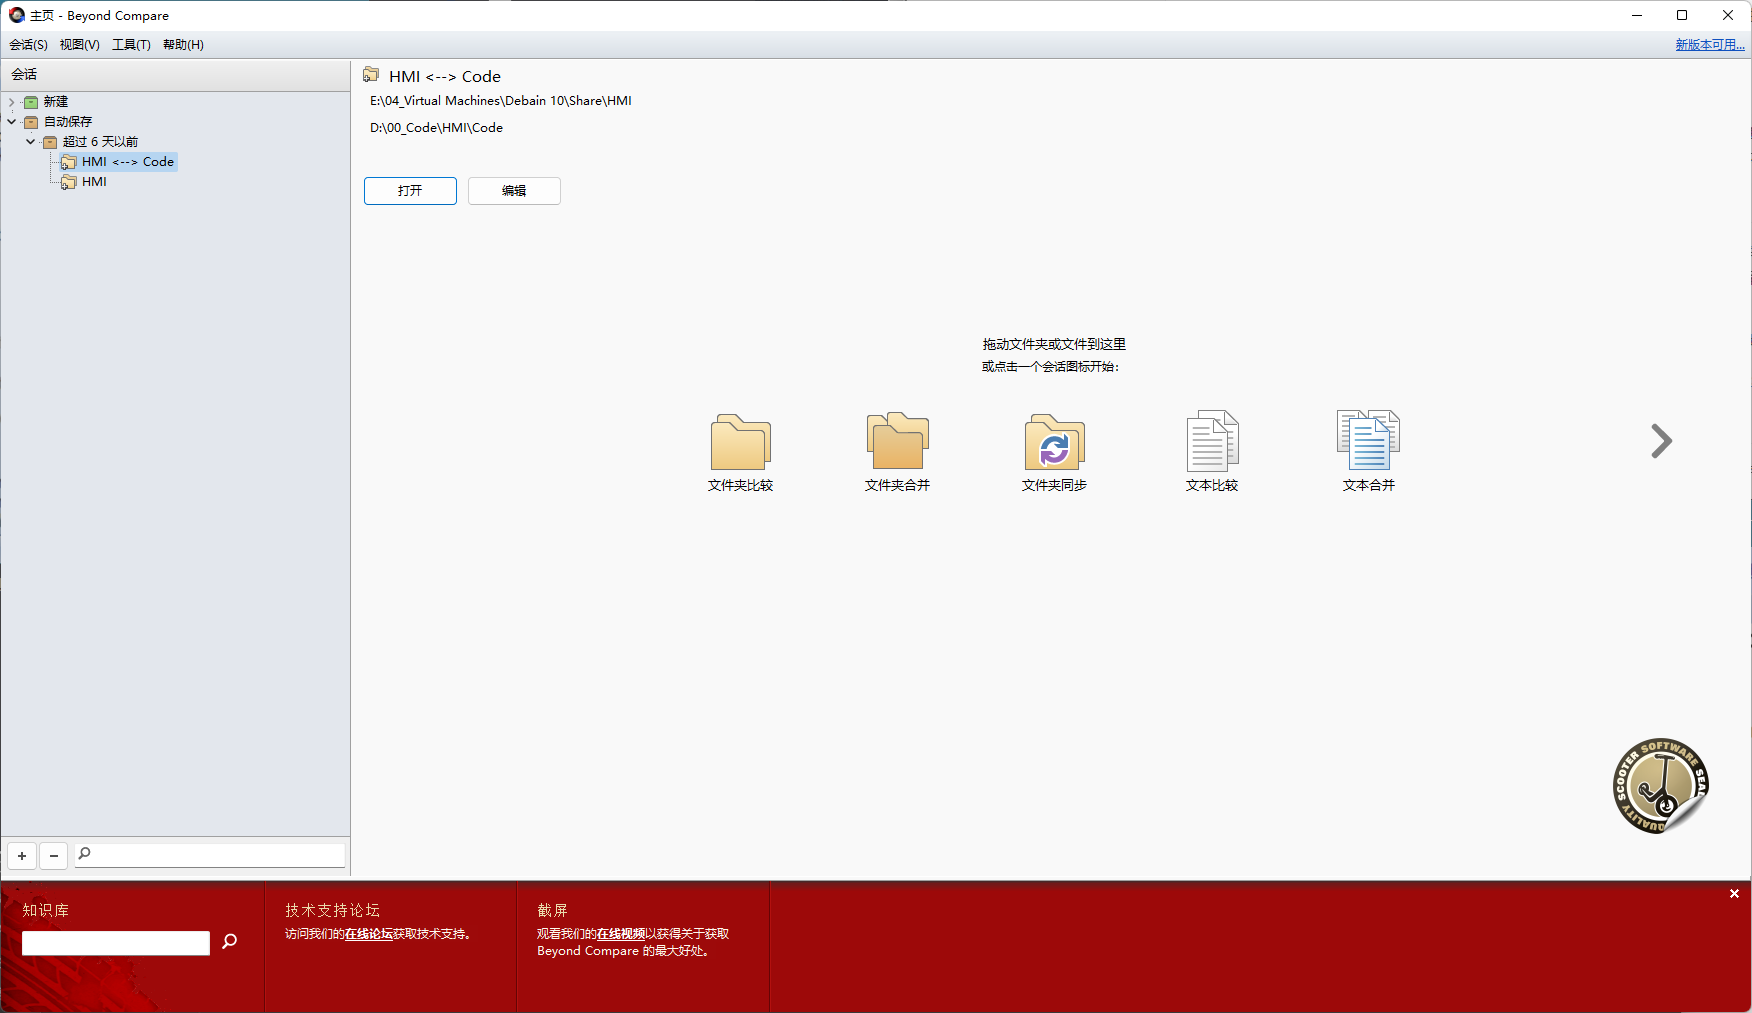 主页 - Beyond Compare
会话(S) 视图(V) 工具(T) 帮助(H)
新版本可用...
会话
新建
自动保存
超过 6 天以前
HMI <--> Code
HMI
HMI <--> Code
E:\04_Virtual Machines\Debain 10\Share\HMI
D:\00_Code\HMI\Code
打开 编辑
拖动文件夹或文件到这里
或点击一个会话图标开始:
文件夹比较 文件夹合并 文件夹同步 文本比较 文本合并
SCOOTER SOFTWARE SEAL
QUALITY
知识库
技术支持论坛
访问我们的在线论坛获取技术支持。
截屏
观看我们的在线视频以获得关于获取
Beyond Compare 的最大好处。